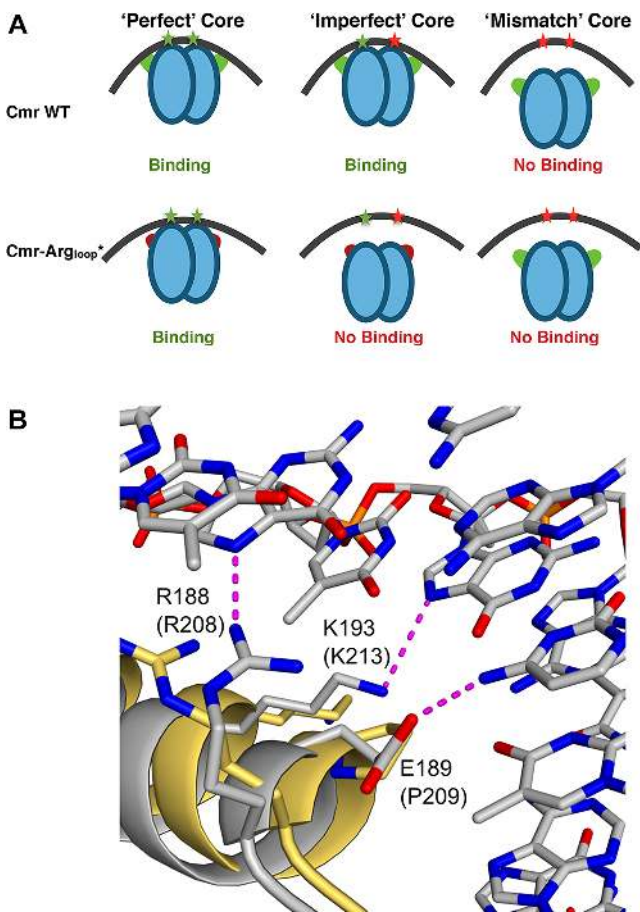 A
'Perfect' Core 'Imperfect' Core 'Mismatch' Core
Cmr WT
Binding Binding No Binding
Cmr-Argloop*
Binding No Binding No Binding
B
R188
(R208)
K193
(K213)
E189
(P209)